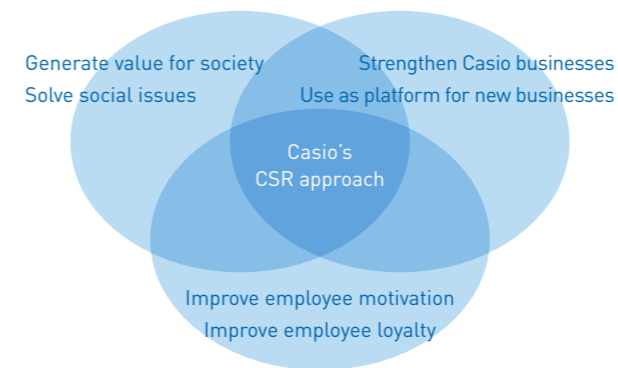 Generate value for society
Solve social issues
Strengthen Casio businesses
Use as platform for new businesses
Casio's
CSR approach
Improve employee motivation
Improve employee loyalty